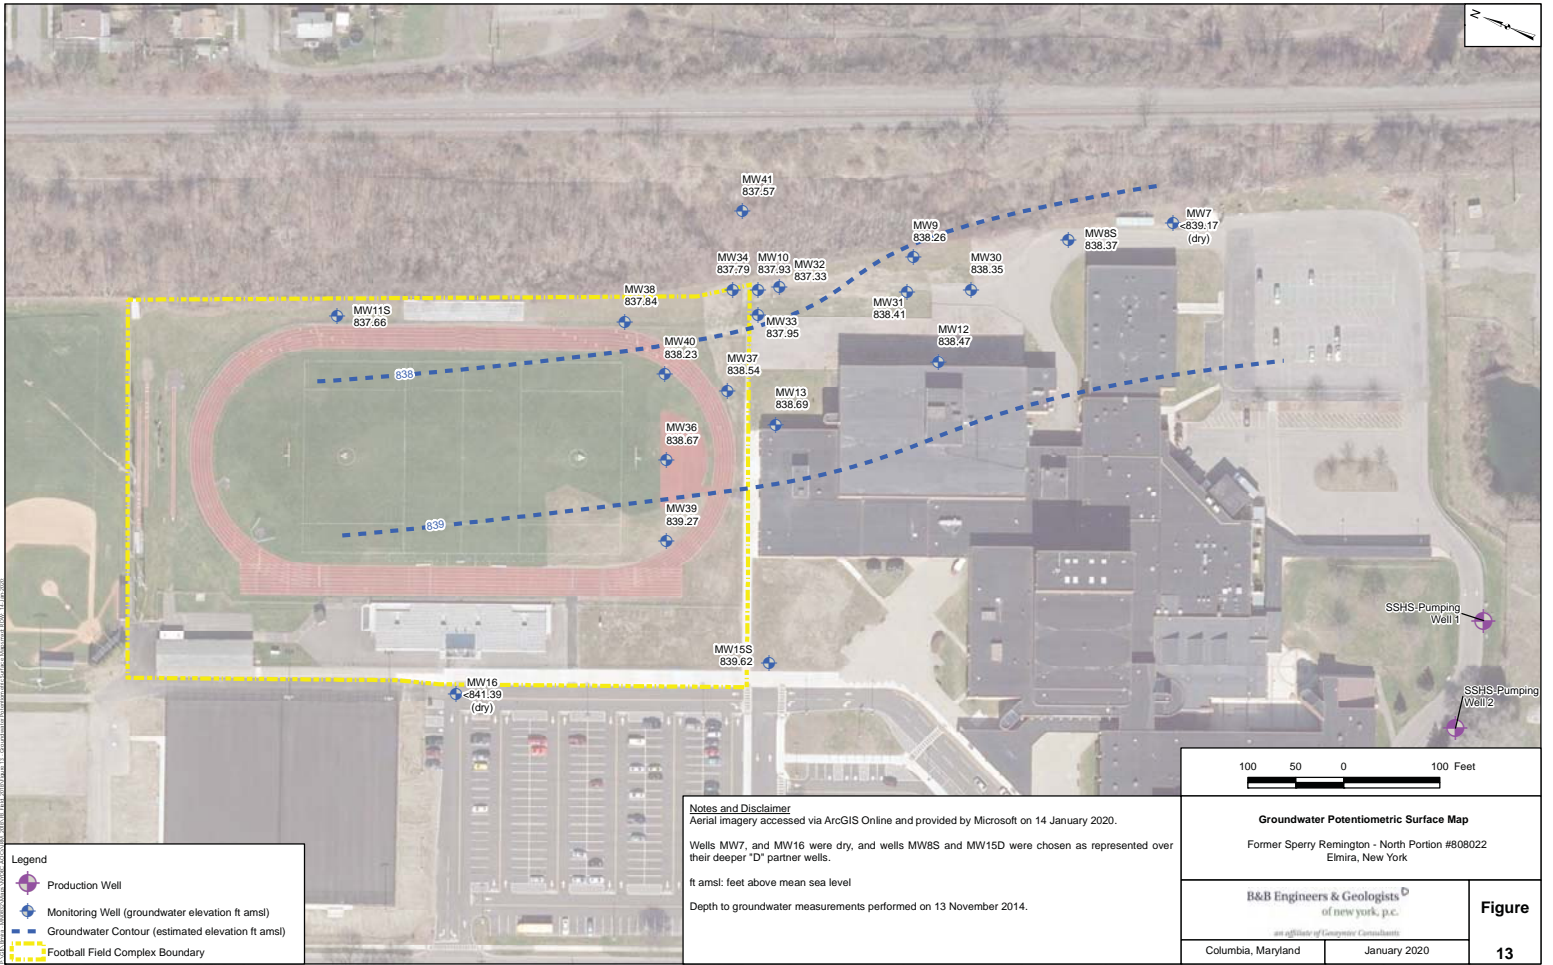 N
MW41
837.57
MW7
<839.17
(dry)
MW9
838.26
MW8S
838.37
MW34
837.79
MW10
837.93
MW32
837.33
MW30
838.35
MW38
837.84
MW11S
837.66
MW31
838.41
MW33
837.95
MW12
838.47
MW40
838.23
MW37
838.54
838
MW13
838.69
MW36
838.67
MW39
839.27
839
SSHS-Pumping
Well 1
MW15S
839.62
MW16
<841.39
(dry)
SSHS-Pumping
Well 2
100 50 0 100 Feet
Notes and Disclaimer
Aerial imagery accessed via ArcGIS Online and provided by Microsoft on 14 January 2020.
Wells MW7, and MW16 were dry, and wells MW8S and MW15D were chosen as represented over
their deeper "D" partner wells.
ft amsl: feet above mean sea level
Depth to groundwater measurements performed on 13 November 2014.
Groundwater Potentiometric Surface Map
Former Sperry Remington - North Portion #808022
Elmira, New York
B&B Engineers & Geologists
of new york, p.c.
an affiliate of Geosyntec Consultants
Figure
13
Columbia, Maryland
January 2020
Legend
Production Well
Monitoring Well (groundwater elevation ft amsl)
Groundwater Contour (estimated elevation ft amsl)
Football Field Complex Boundary